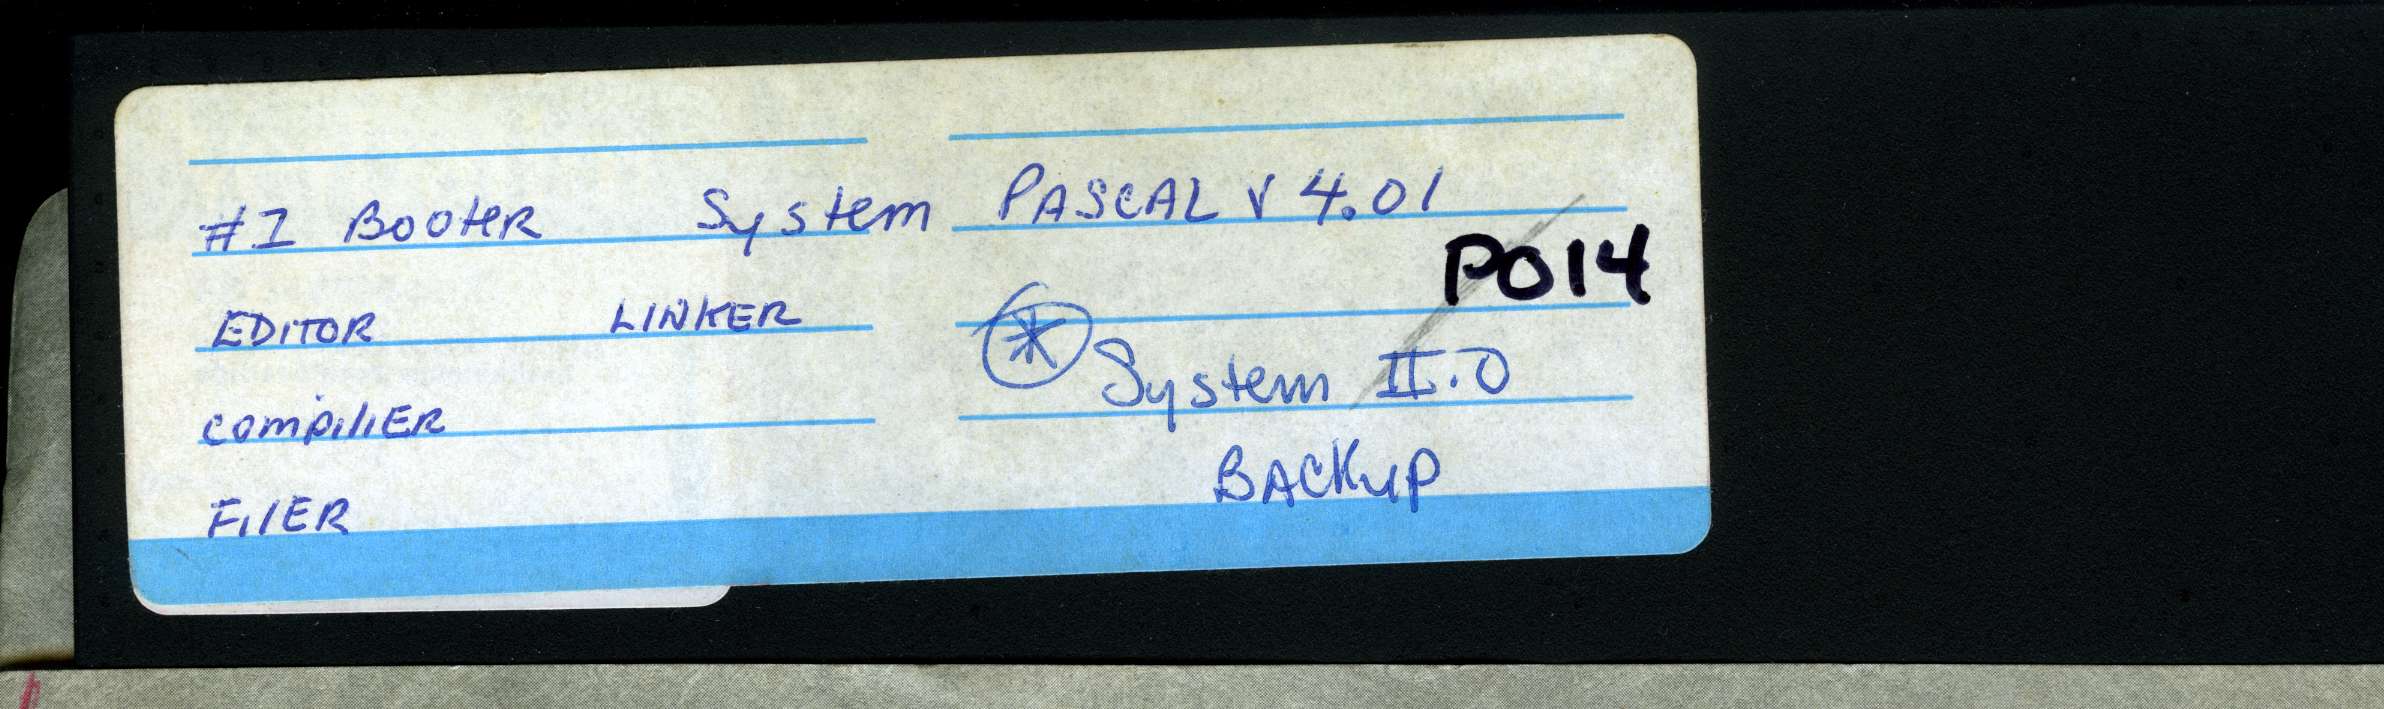 #1 BOOtER System PASCAL V 4.01
P014
EDITOR LINKER
* System II.0
compiliER
BACKUP
FilER